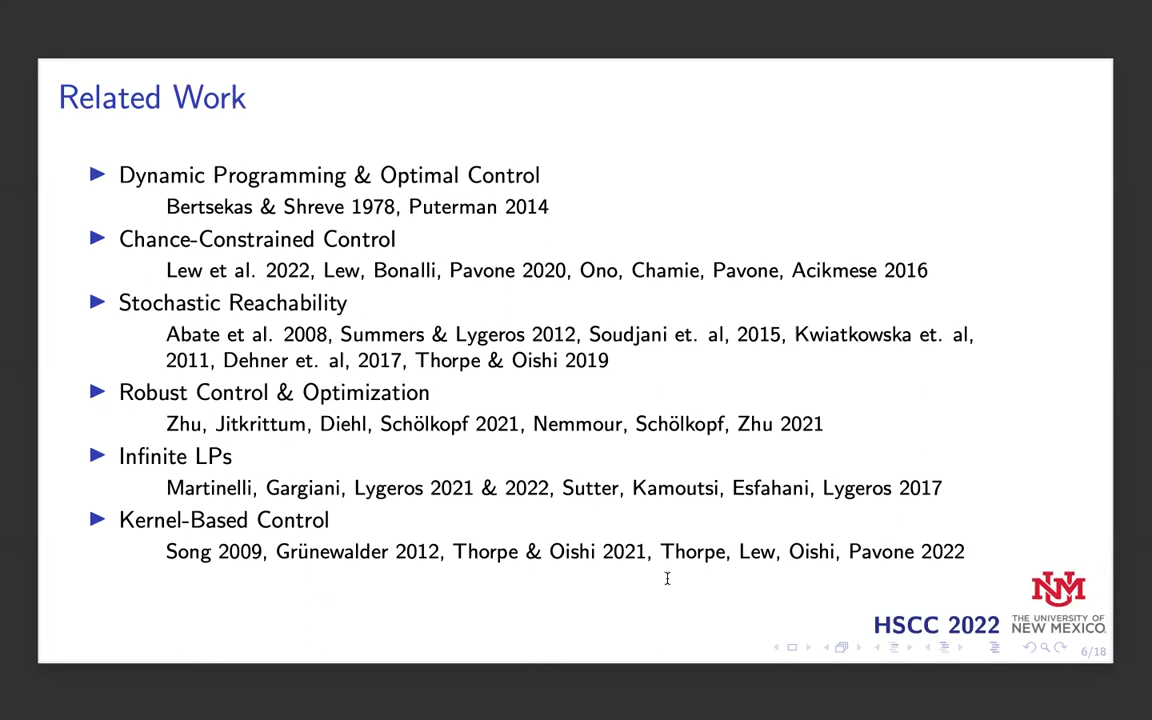 Related Work
Dynamic Programming & Optimal Control
Bertsekas & Shreve 1978, Puterman 2014
Chance-Constrained Control
Lew et al. 2022, Lew, Bonalli, Pavone 2020, Ono, Chamie, Pavone, Acikmese 2016
Stochastic Reachability
Abate et al. 2008, Summers & Lygeros 2012, Soudjani et. al, 2015, Kwiatkowska et. al,
2011, Dehner et. al, 2017, Thorpe & Oishi 2019
Robust Control & Optimization
Zhu, Jitkrittum, Diehl, Schölkopf 2021, Nemmour, Schölkopf, Zhu 2021
Infinite LPs
Martinelli, Gargiani, Lygeros 2021 & 2022, Sutter, Kamoutsi, Esfahani, Lygeros 2017
Kernel-Based Control
Song 2009, Grünewalder 2012, Thorpe & Oishi 2021, Thorpe, Lew, Oishi, Pavone 2022
NM
HSCC 2022
THE UNIVERSITY OF
NEW MEXICO.
6/18